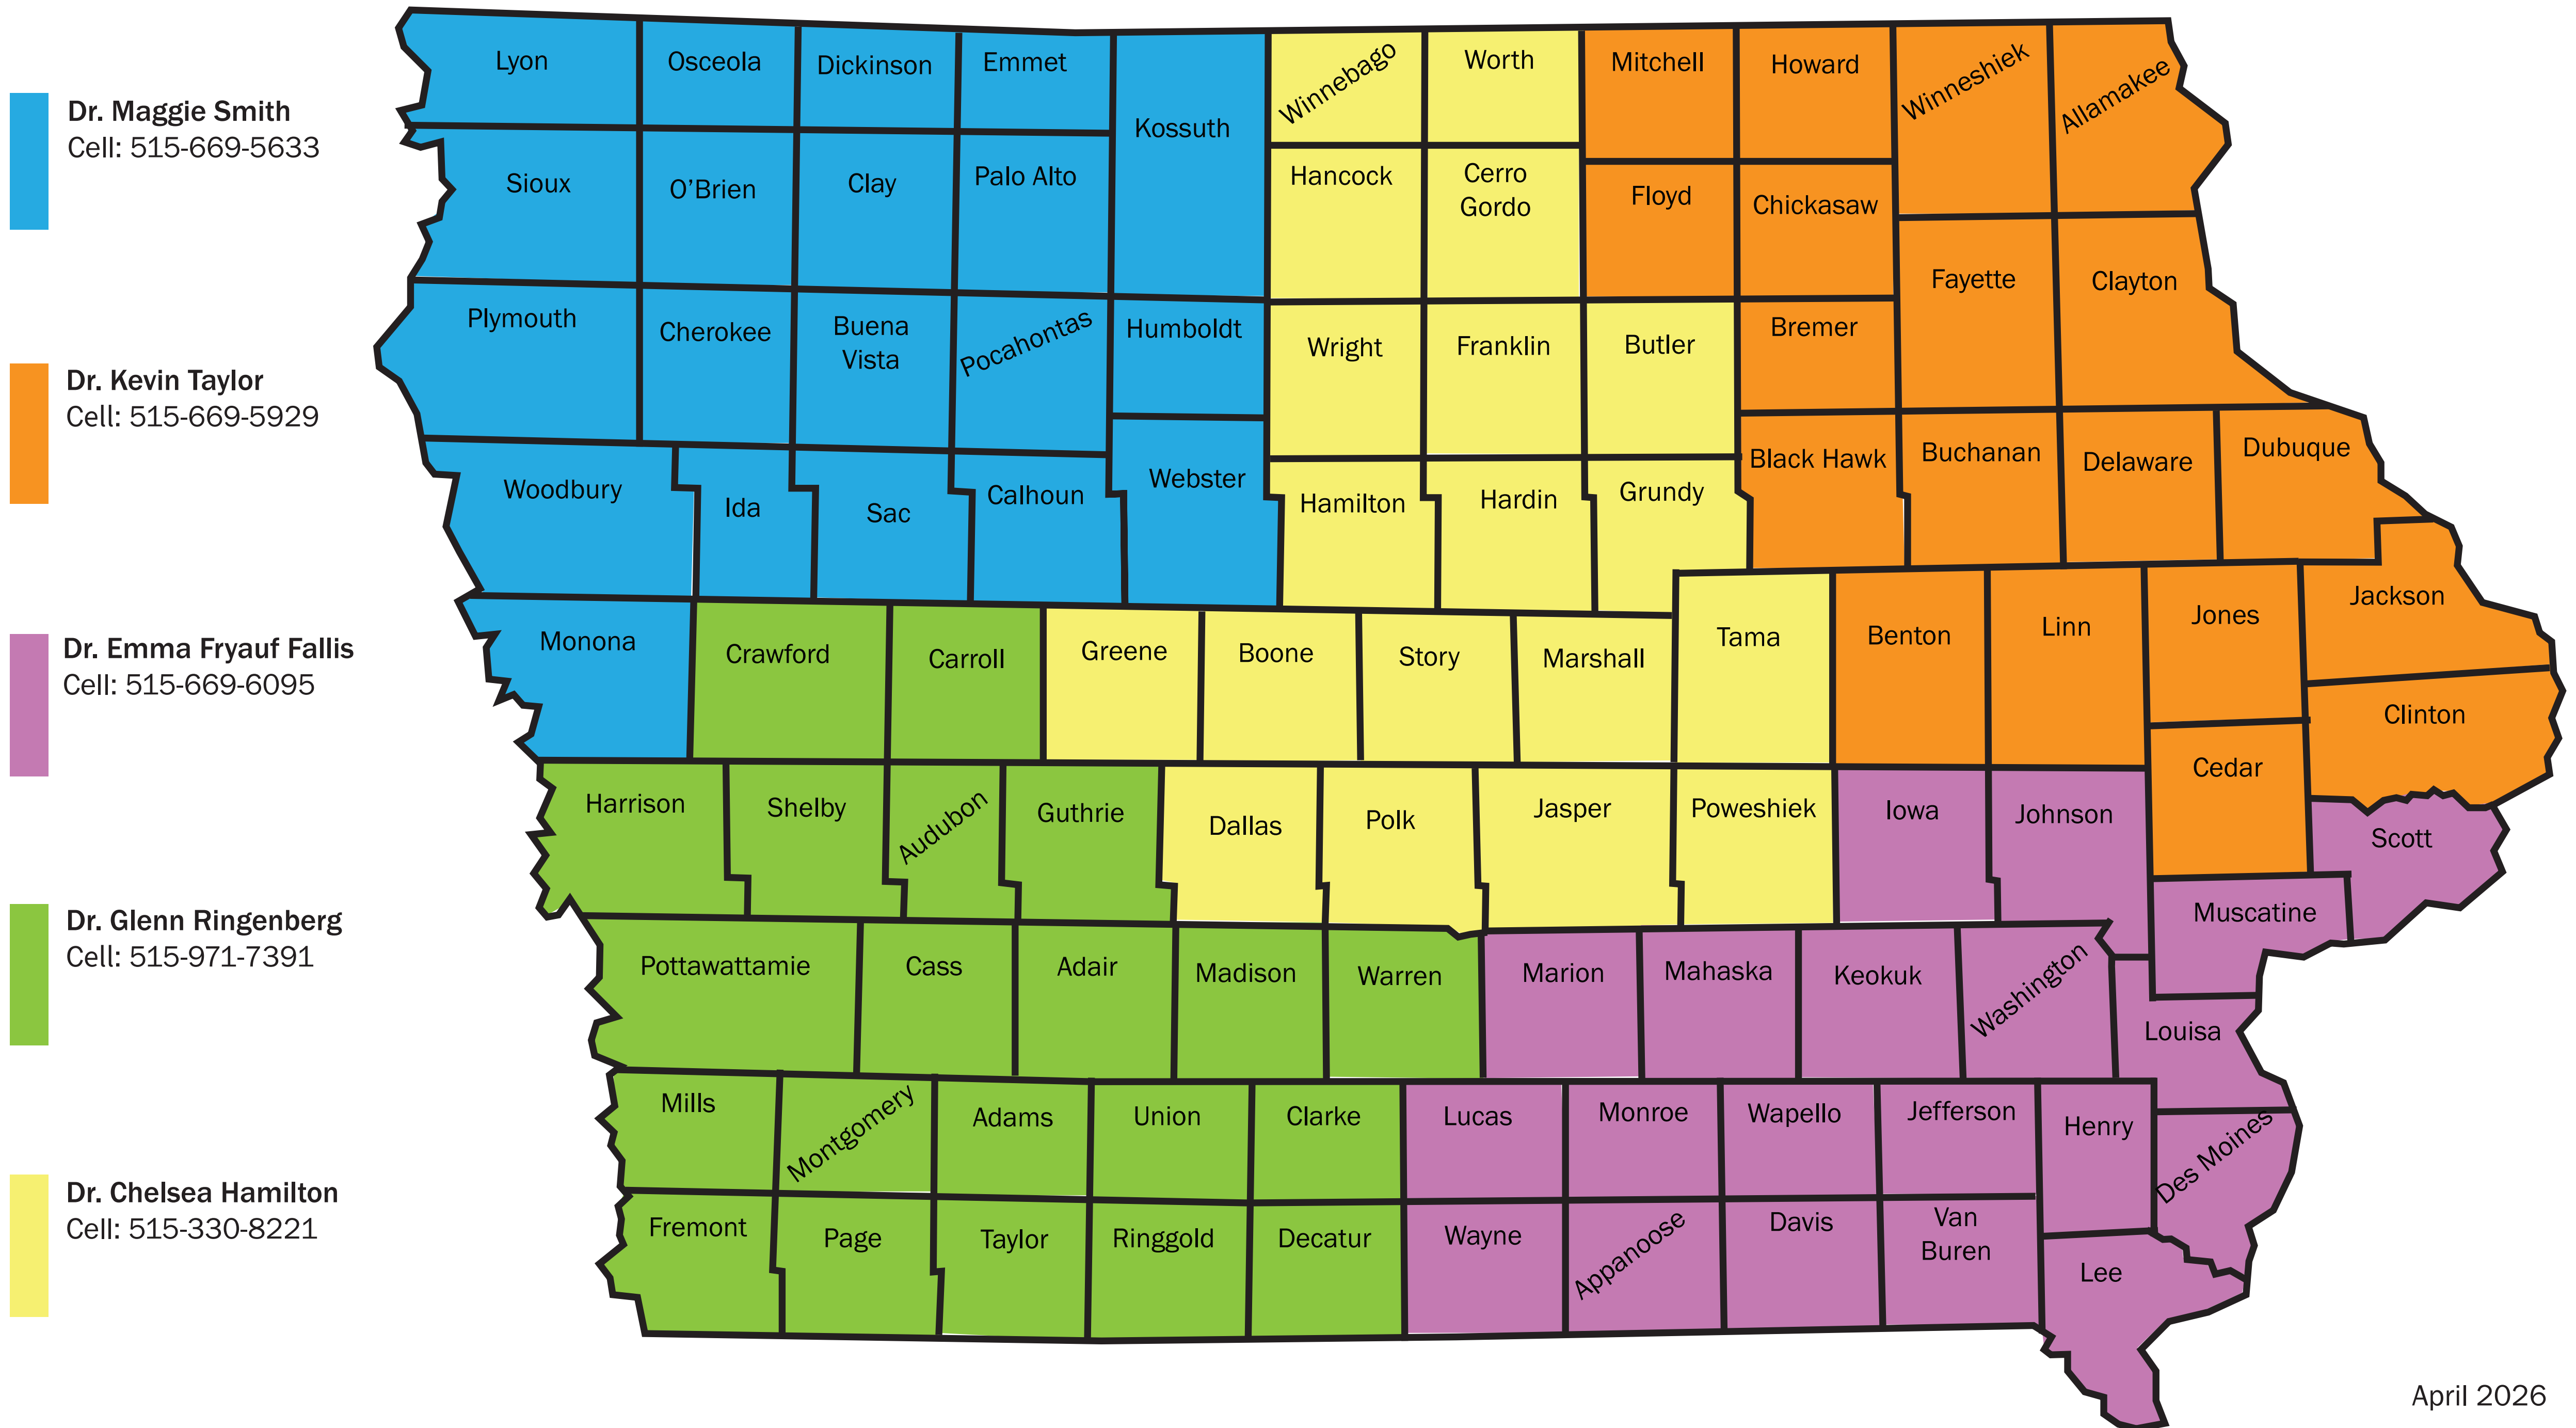 Dr. Maggie Smith
Cell: 515-669-5633
Dr. Kevin Taylor
Cell: 515-669-5929
Dr. Emma Fryauf Fallis
Cell: 515-669-6095
Dr. Glenn Ringenberg
Cell: 515-971-7391
Dr. Chelsea Hamilton
Cell: 515-330-8221
Lyon
Osceola
Dickinson
Emmet
Kossuth
Winnebago
Worth
Mitchell
Howard
Winneshiek
Allamakee
Sioux
O’Brien
Clay
Palo Alto
Hancock
Cerro
Gordo
Floyd
Chickasaw
Fayette
Clayton
Plymouth
Cherokee
Buena
Vista
Pocahontas
Humboldt
Wright
Franklin
Butler
Bremer
Woodbury
Ida
Sac
Calhoun
Webster
Hamilton
Hardin
Grundy
Black Hawk
Buchanan
Delaware
Dubuque
Monona
Crawford
Carroll
Greene
Boone
Story
Marshall
Tama
Benton
Linn
Jones
Jackson
Clinton
Cedar
Harrison
Shelby
Audubon
Guthrie
Dallas
Polk
Jasper
Poweshiek
Iowa
Johnson
Scott
Muscatine
Pottawattamie
Cass
Adair
Madison
Warren
Marion
Mahaska
Keokuk
Washington
Louisa
Mills
Montgomery
Adams
Union
Clarke
Lucas
Monroe
Wapello
Jefferson
Henry
Des Moines
Fremont
Page
Taylor
Ringgold
Decatur
Wayne
Appanoose
Davis
Van
Buren
Lee
April 2026